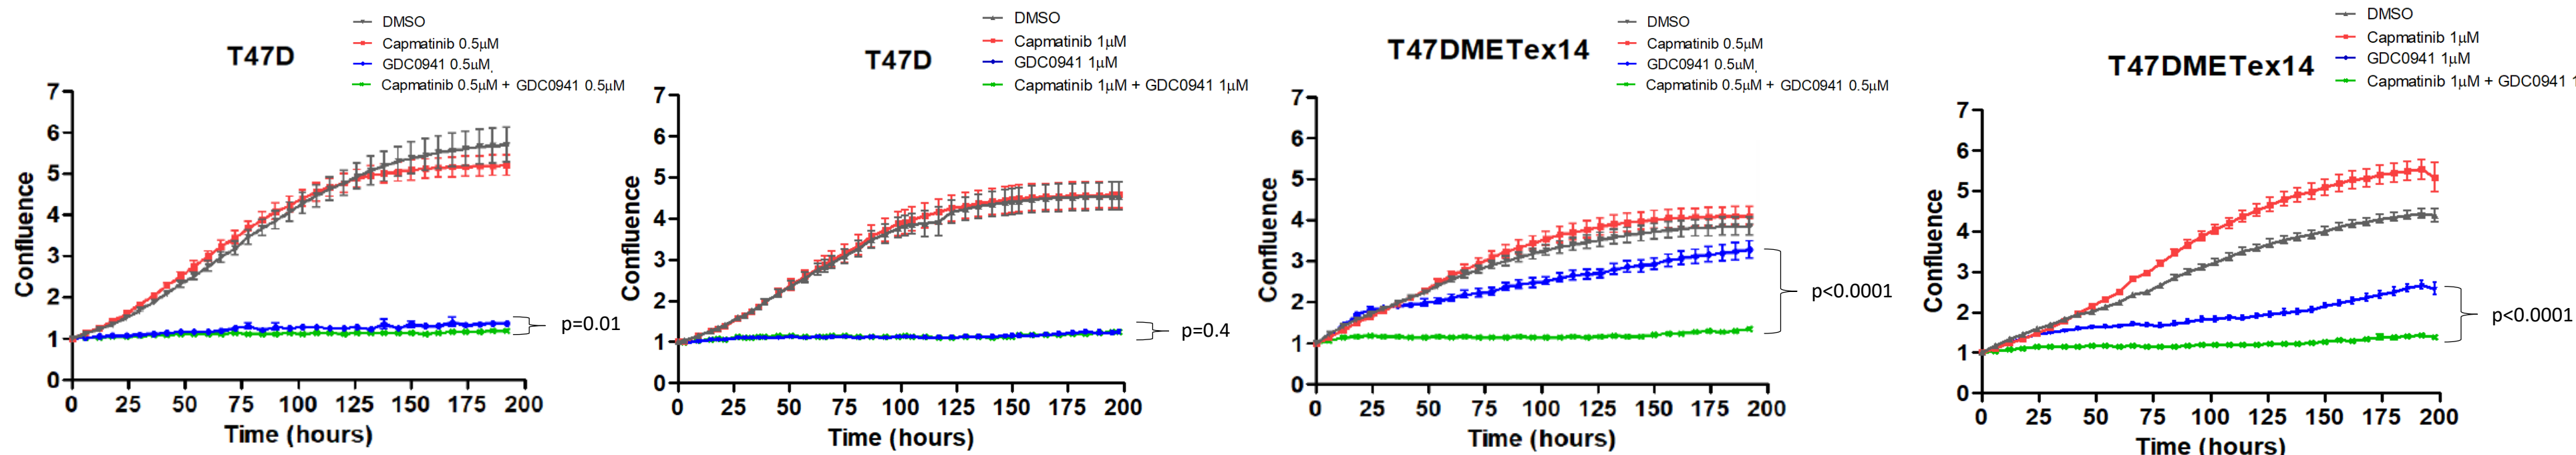 T47D
DMSO
Capmatinib 0.5µM
GDC0941 0.5µM,
Capmatinib 0.5µM + GDC0941 0.5µM
Confluence
7
6
5
4
3
2
1
0
0 25 50 75 100 125 150 175 200
Time (hours)
p=0.01
T47D
DMSO
Capmatinib 1µM
GDC0941 1µM
Capmatinib 1µM + GDC0941 1µM
Confluence
7
6
5
4
3
2
1
0
0 25 50 75 100 125 150 175 200
Time (hours)
p=0.4
T47DMETex14
DMSO
Capmatinib 0.5µM
GDC0941 0.5µM,
Capmatinib 0.5µM + GDC0941 0.5µM
Confluence
7
6
5
4
3
2
1
0
0 25 50 75 100 125 150 175 200
Time (hours)
p<0.0001
T47DMETex14
DMSO
Capmatinib 1µM
GDC0941 1µM
Capmatinib 1µM + GDC0941 1
Confluence
7
6
5
4
3
2
1
0
0 25 50 75 100 125 150 175 200
Time (hours)
p<0.0001